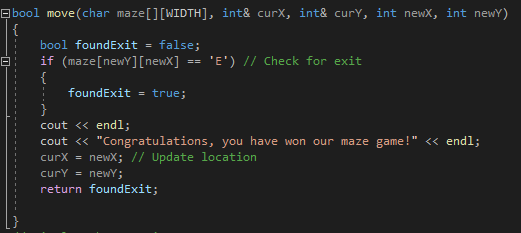 bool move(char maze[][WIDTH], int& curX, int& curY, int newX, int newY)
{
bool foundExit = false;
if (maze[newY][newX] == 'E') // Check for exit
{
foundExit = true;
}
cout << endl;
cout << "Congratulations, you have won our maze game!" << endl;
curX = newX; // Update location
curY = newY;
return foundExit;
}